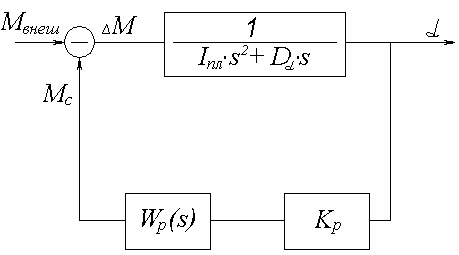 Mвнеш
−
ΔM
1
Iпл·s²+ Dα·s
α
Mc
Wp(s)
Kp